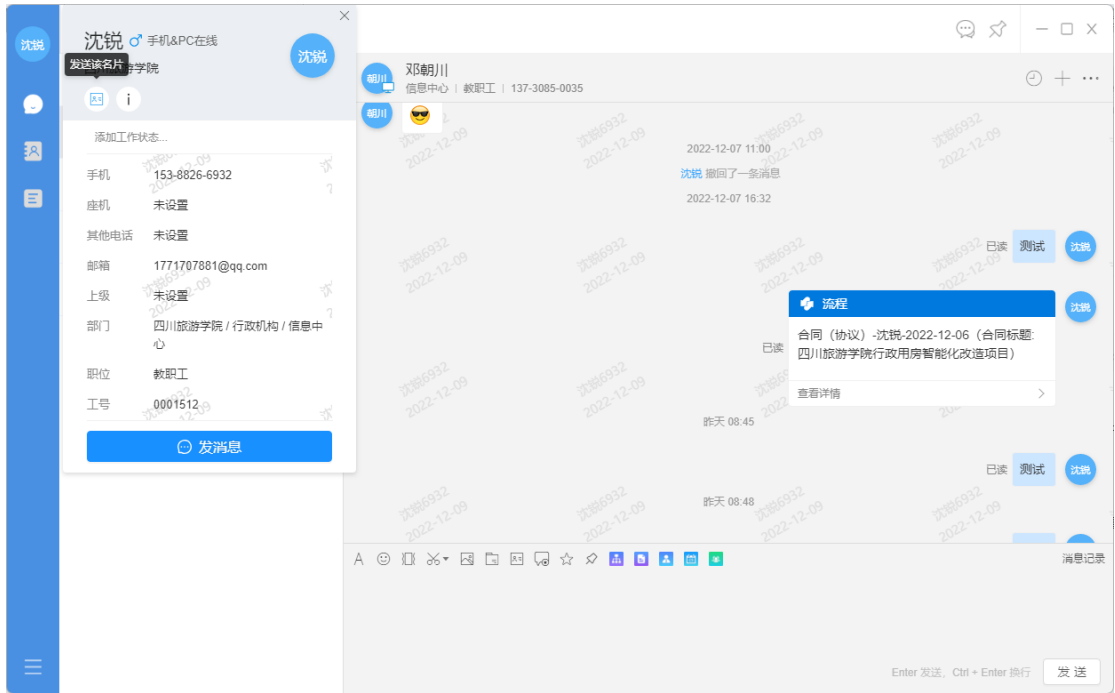 沈锐
沈锐 手机&PC在线
沈锐
发送该名片
学院
添加工作状态...
手机 153-8826-6932
座机 未设置
其他电话 未设置
邮箱 1771707881@qq.com
上级 未设置
部门 四川旅游学院 / 行政机构 / 信息中
心
职位 教职工
工号 0001512
发消息
朝川
邓朝川
信息中心 | 教职工 | 137-3085-0035
朝川
2022-12-07 11:00
沈锐 撤回了一条消息
2022-12-07 16:32
已读 测试 沈锐
流程
沈锐
合同（协议）-沈锐-2022-12-06（合同标题:
已读
四川旅游学院行政用房智能化改造项目）
查看详情
昨天 08:45
已读 测试 沈锐
昨天 08:48
消息记录
Enter 发送, Ctrl + Enter 换行
发 送
沈锐6932
2022-12-09